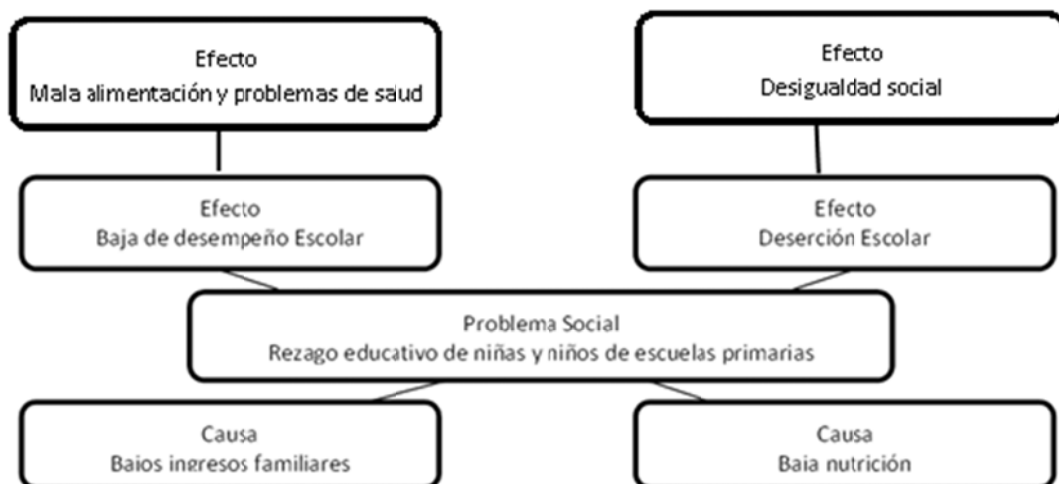 Efecto
Mala alimentación y problemas de saud
Efecto
Desigualdad social
Efecto
Baja de desempeño Escolar
Efecto
Deserción Escolar
Problema Social
Rezago educativo de niñas y niños de escuelas primarias
Causa
Bajos ingresos familiares
Causa
Baja nutrición